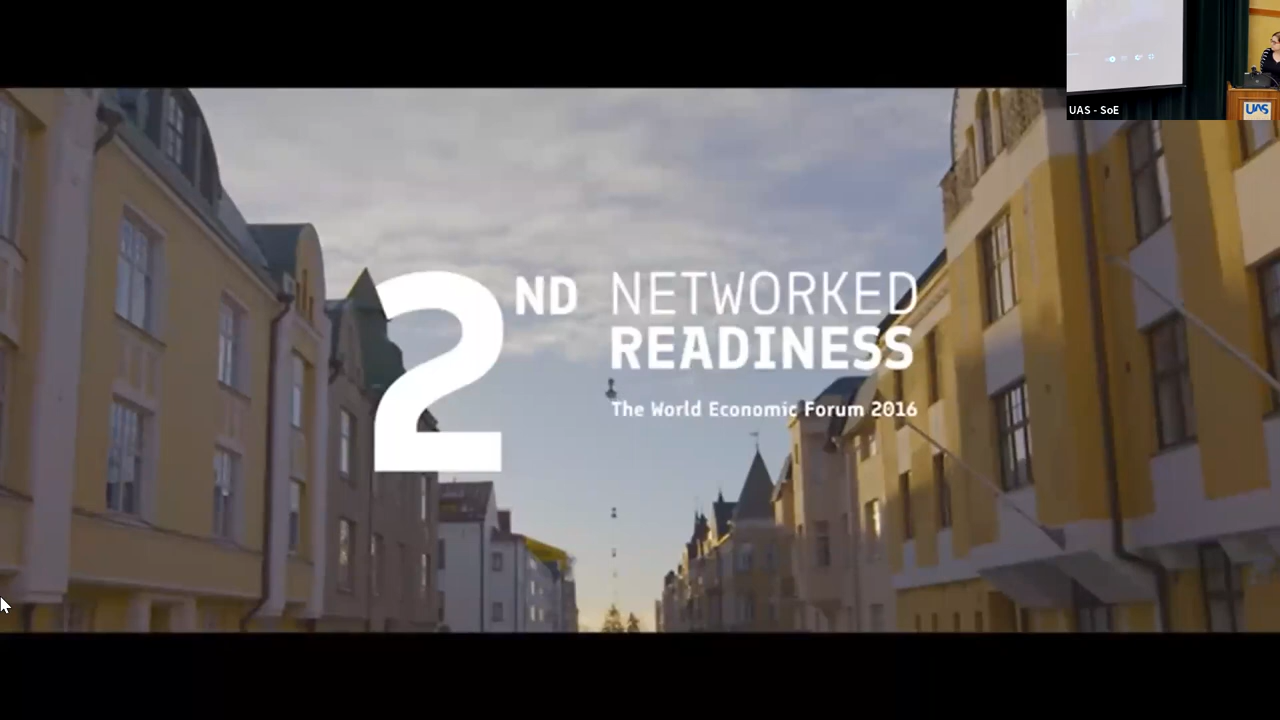 2ND
NETWORKED
READINESS
The World Economic Forum 2016
UAS - SoE
UAS